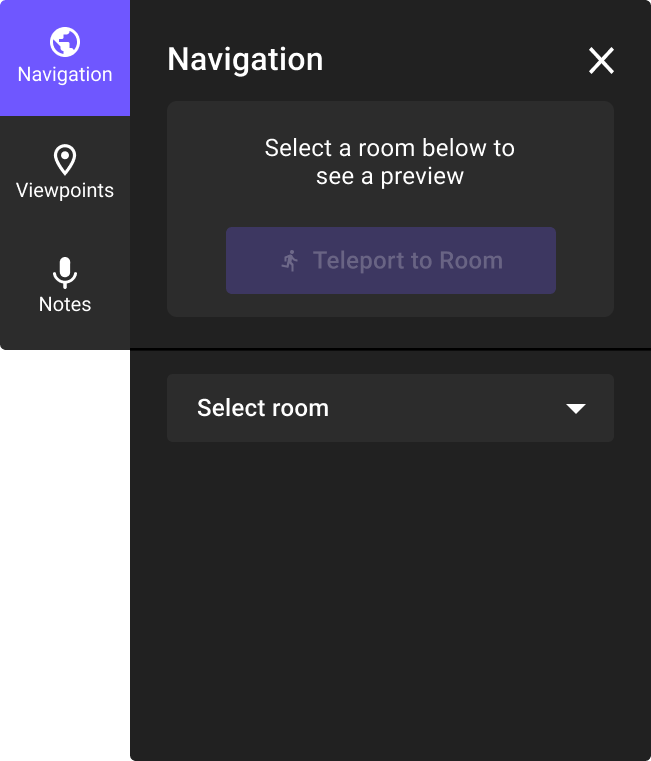 Navigation
Viewpoints
Notes
Navigation
Select a room below to
see a preview
Teleport to Room
Select room